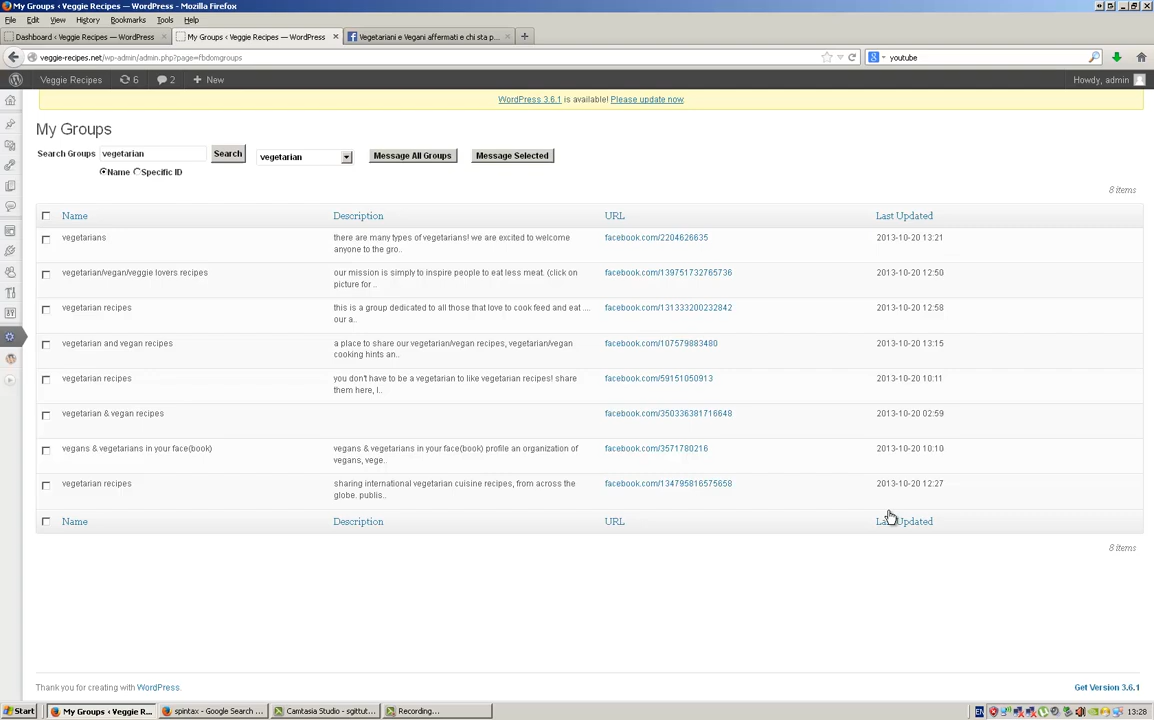 My Groups ‹ Veggie Recipes — WordPress - Mozilla Firefox
File Edit View History Bookmarks Tools Help
Dashboard ‹ Veggie Recipes — WordPress × My Groups ‹ Veggie Recipes — WordPress × Vegetariani e Vegani affermati e chi sta p... × +
veggie-recipes.net/wp-admin/admin.php?page=fbdomgroups youtube
Veggie Recipes 6 2 + New Howdy, admin
WordPress 3.6.1 is available! Please update now.
My Groups
Search Groups vegetarian Search vegetarian Message All Groups Message Selected
Name Specific ID
8 items
Name Description URL Last Updated
vegetarians there are many types of vegetarians! we are excited to welcome facebook.com/2204626635 2013-10-20 13:21
anyone to the gro..
vegetarian/vegan/veggie lovers recipes our mission is simply to inspire people to eat less meat. (click on facebook.com/139751732765736 2013-10-20 12:50
picture for ..
vegetarian recipes this is a group dedicated to all those that love to cook feed and eat .... facebook.com/131333200232842 2013-10-20 12:58
our a..
vegetarian and vegan recipes a place to share our vegetarian/vegan recipes, vegetarian/vegan facebook.com/107579883480 2013-10-20 13:15
cooking hints an..
vegetarian recipes you don't have to be a vegetarian to like vegetarian recipes! share facebook.com/59151050913 2013-10-20 10:11
them here, l..
vegetarian & vegan recipes facebook.com/350336381716648 2013-10-20 02:59
vegans & vegetarians in your face(book) vegans & vegetarians in your face(book) profile an organization of facebook.com/3571780216 2013-10-20 10:10
vegans, vege..
vegetarian recipes sharing international vegetarian cuisine recipes, from across the facebook.com/134795816575658 2013-10-20 12:27
globe. publis..
Name Description URL Last Updated
8 items
Thank you for creating with WordPress. Get Version 3.6.1
Start My Groups ‹ Veggie R... spintax - Google Search ... Camtasia Studio - sgittut... Recording... EN 13:28